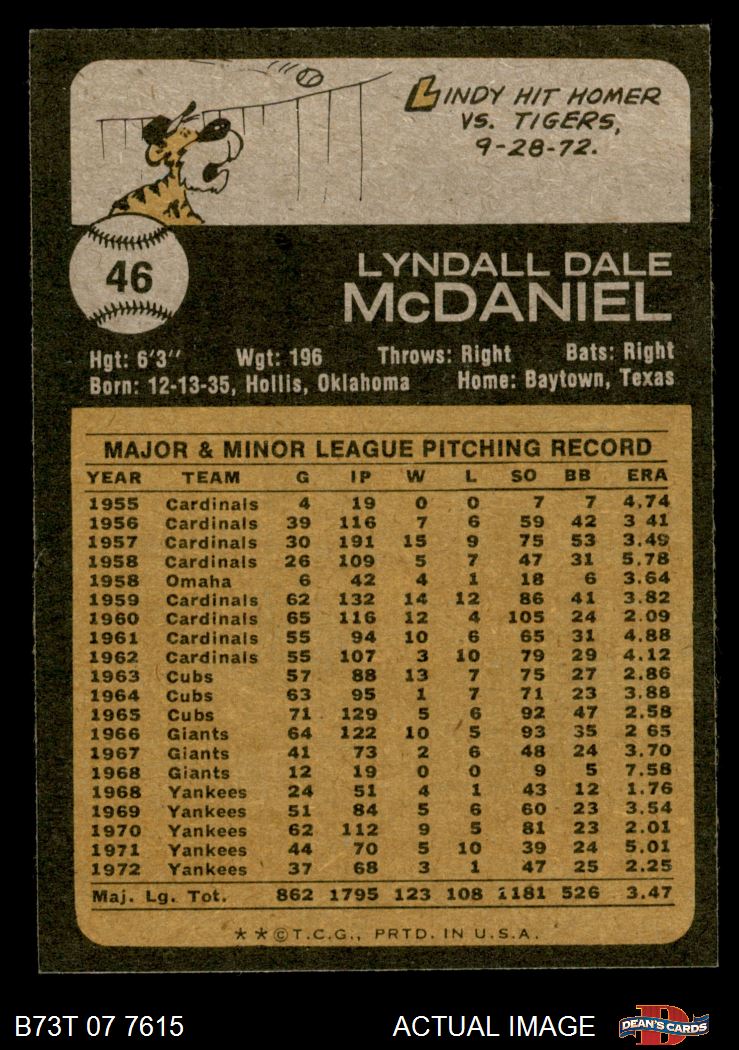 LINDY HIT HOMER
VS. TIGERS,
9-28-72.
46
LYNDALL DALE
McDANIEL
Hgt: 6'3" Wgt: 196 Throws: Right Bats: Right
Born: 12-13-35, Hollis, Oklahoma Home: Baytown, Texas
MAJOR & MINOR LEAGUE PITCHING RECORD
YEAR TEAM G IP W L SO BB ERA
1955 Cardinals 4 19 0 0 7 7 4.74
1956 Cardinals 39 116 7 6 59 42 3 41
1957 Cardinals 30 191 15 9 75 53 3.49
1958 Cardinals 26 109 5 7 47 31 5.78
1958 Omaha 6 42 4 1 18 6 3.64
1959 Cardinals 62 132 14 12 86 41 3.82
1960 Cardinals 65 116 12 4 105 24 2.09
1961 Cardinals 55 94 10 6 65 31 4.88
1962 Cardinals 55 107 3 10 79 29 4.12
1963 Cubs 57 88 13 7 75 27 2.86
1964 Cubs 63 95 1 7 71 23 3.88
1965 Cubs 71 129 5 6 92 47 2.58
1966 Giants 64 122 10 5 93 35 2 65
1967 Giants 41 73 2 6 48 24 3.70
1968 Giants 12 19 0 0 9 5 7.58
1968 Yankees 24 51 4 1 43 12 1.76
1969 Yankees 51 84 5 6 60 23 3.54
1970 Yankees 62 112 9 5 81 23 2.01
1971 Yankees 44 70 5 10 39 24 5.01
1972 Yankees 37 68 3 1 47 25 2.25
Maj. Lg. Tot. 862 1795 123 108 1181 526 3.47
**©T.C.G., PRTD. IN U.S.A.
B73T 07 7615 ACTUAL IMAGE D DEAN'S CARDS